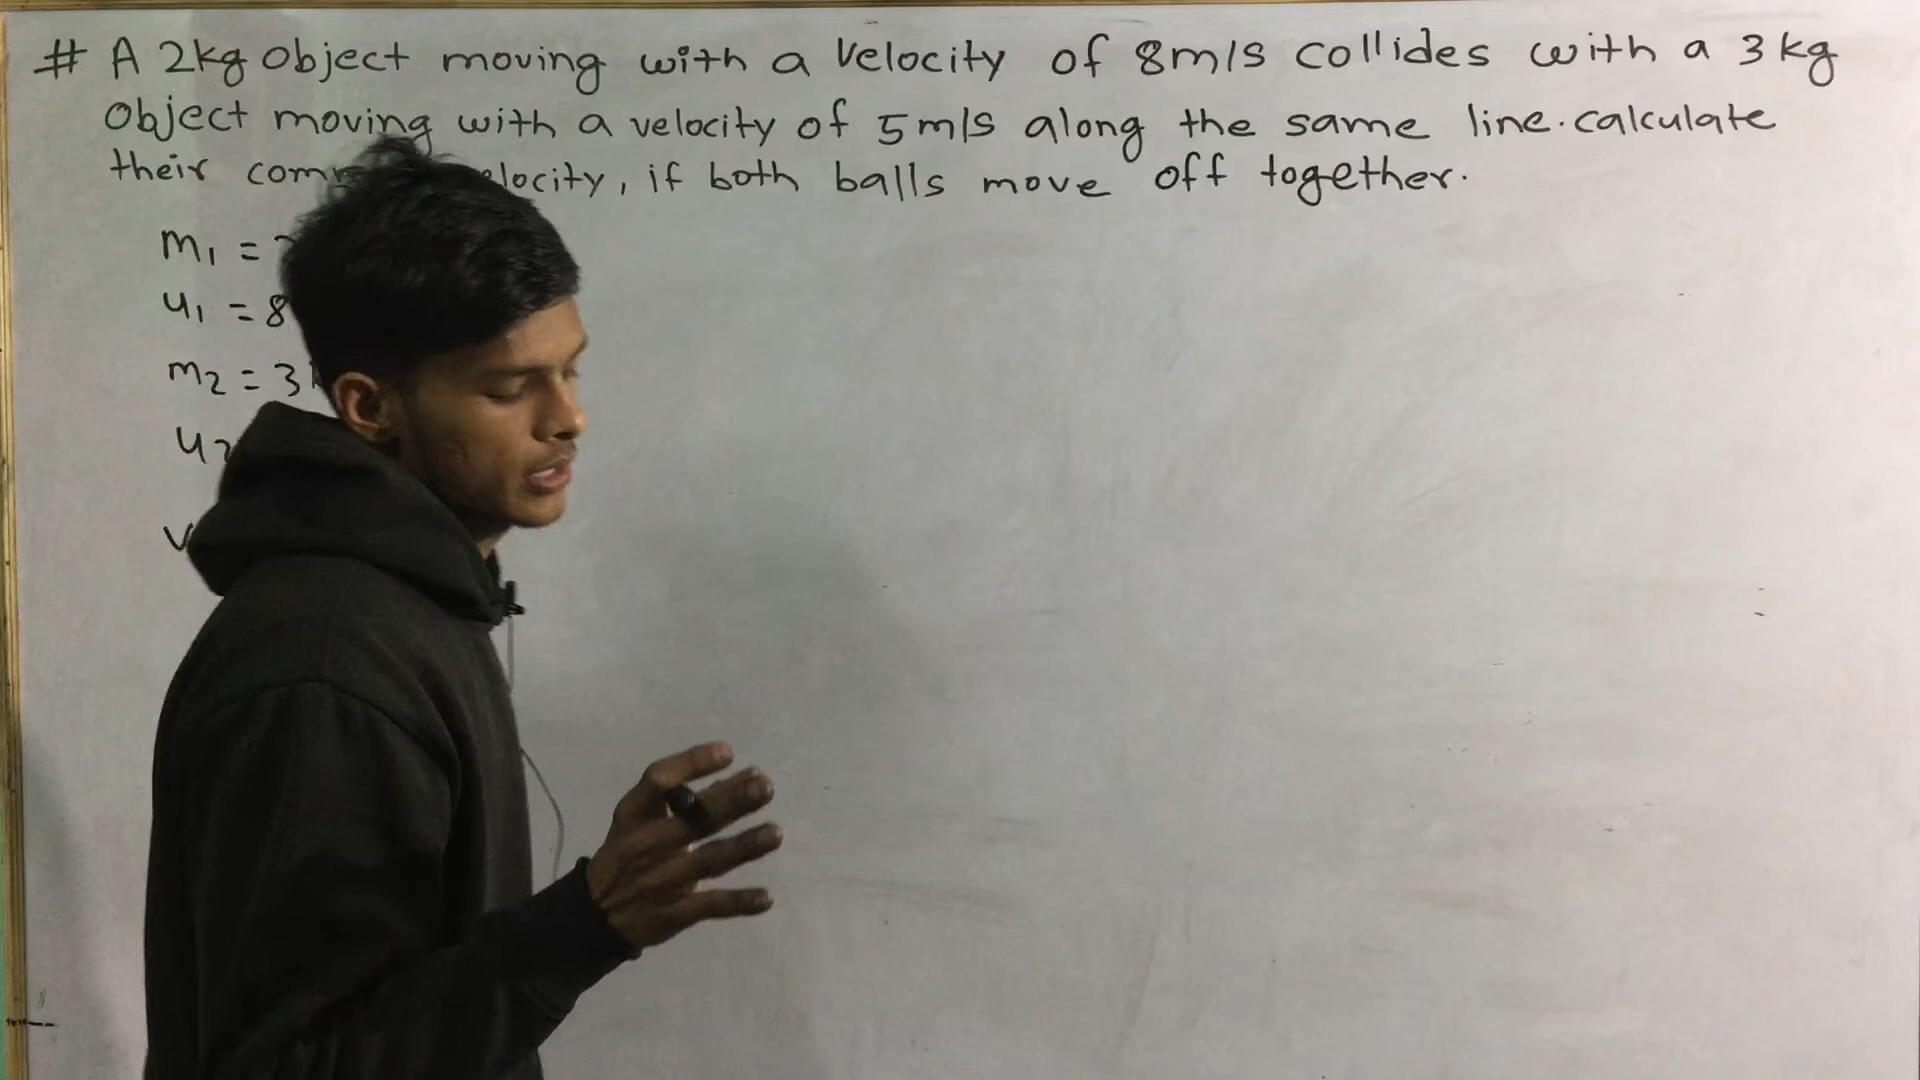 # A 2kg object moving with a velocity of 8m/s collides with a 3kg
object moving with a velocity of 5m/s along the same line. calculate
their velocity, if both balls move off together.
m₁ =
u₁ = 8
m₂ = 3
u₂
v